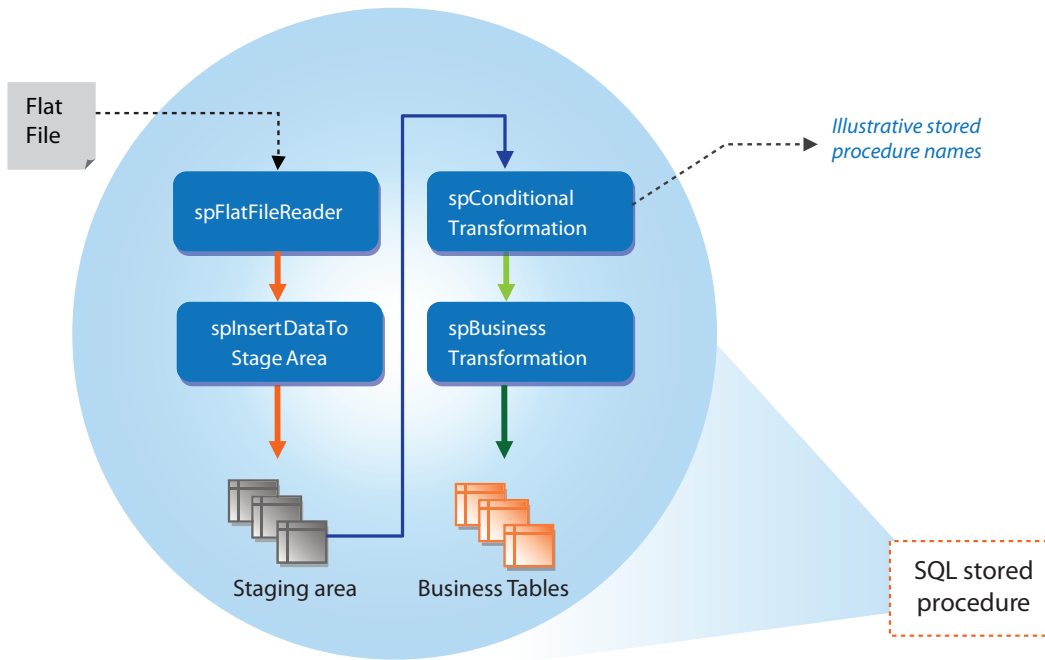 Flat
File
Illustrative stored
procedure names
spFlatFileReader
spConditional
Transformation
spInsertDataTo
Stage Area
spBusiness
Transformation
Staging area
Business Tables
SQL stored
procedure